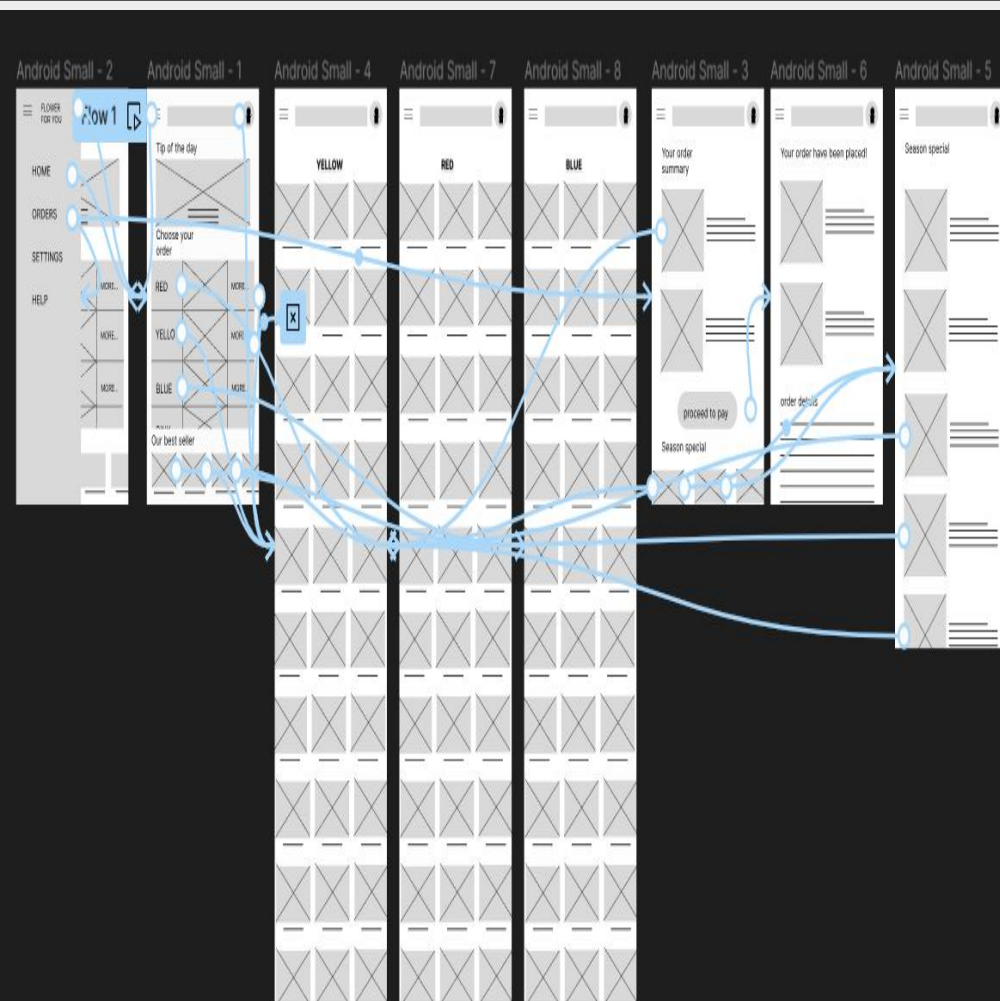 Android Small - 2
Android Small - 1
Android Small - 4
Android Small - 7
Android Small - 8
Android Small - 3
Android Small - 6
Android Small - 5
FLOWER
FOR YOU
Flow 1
HOME
ORDERS
SETTINGS
HELP
MORE...
MORE...
MORE...
Tip of the day
Choose your
order
RED
MORE...
YELLO
MORE
BLUE
MORE...
Our best seller
YELLOW
RED
BLUE
Your order
summary
proceed to pay
Season special
Your order have been placed!
order details
Season special